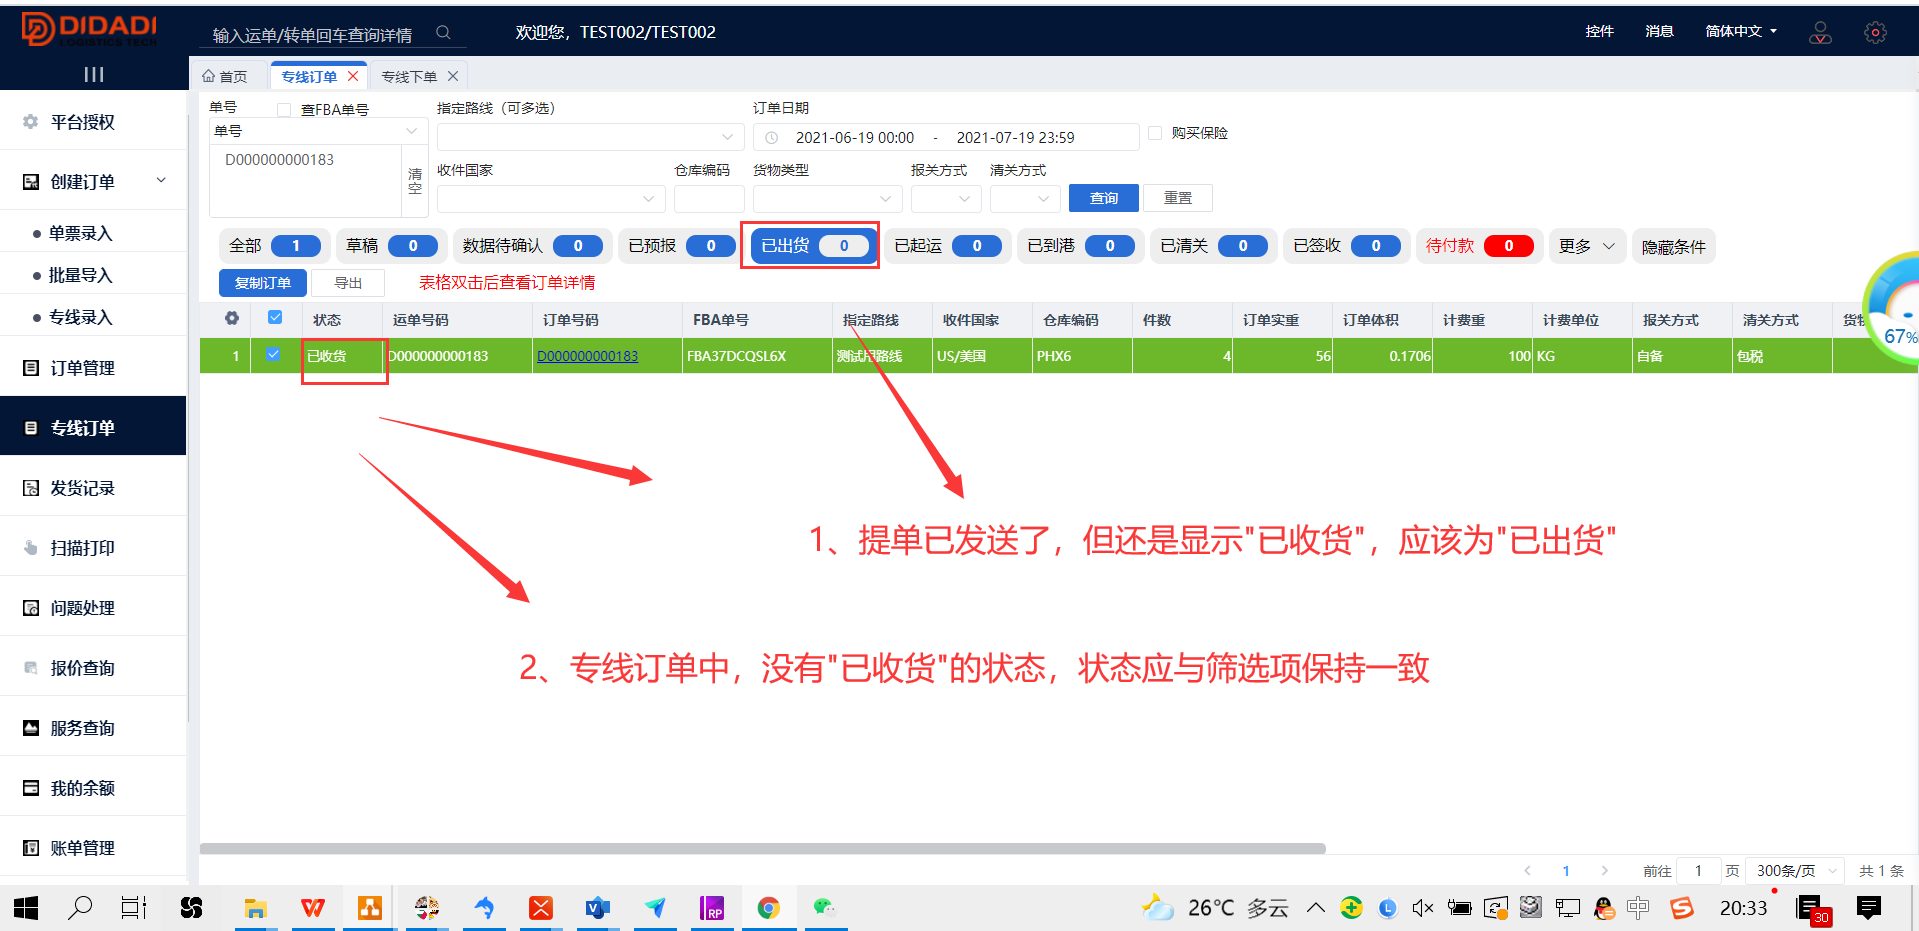 DIDADI
LOGISTICS TECH
输入运单/转单回车查询详情
欢迎您，TEST002/TEST002
控件 消息 简体中文
首页 专线订单 专线下单
平台授权
创建订单
单票录入
批量导入
专线录入
订单管理
专线订单
发货记录
扫描打印
问题处理
报价查询
服务查询
我的余额
账单管理
单号 查FBA单号 指定路线（可多选） 订单日期
单号 2021-06-19 00:00 - 2021-07-19 23:59 购买保险
D000000000183
清空
收件国家 仓库编码 货物类型 报关方式 清关方式
查询 重置
全部 1 草稿 0 数据待确认 0 已预报 0 已出货 0 已起运 0 已到港 0 已清关 0 已签收 0 待付款 0 更多 隐藏条件
复制订单 导出 表格双击后查看订单详情
状态 运单号码 订单号码 FBA单号 指定路线 收件国家 仓库编码 件数 订单实重 订单体积 计费重 计费单位 报关方式 清关方式
1 已收货 D000000000183 D000000000183 FBA37DCQSL6X 测试用路线 US/美国 PHX6 4 56 0.1706 100 KG 自备 包税
67%
1、提单已发送了，但还是显示"已收货"，应该为"已出货"
2、专线订单中，没有"已收货"的状态，状态应与筛选项保持一致
1 前往 1 页 300条/页 共 1 条
26°C 多云 中 20:33 30